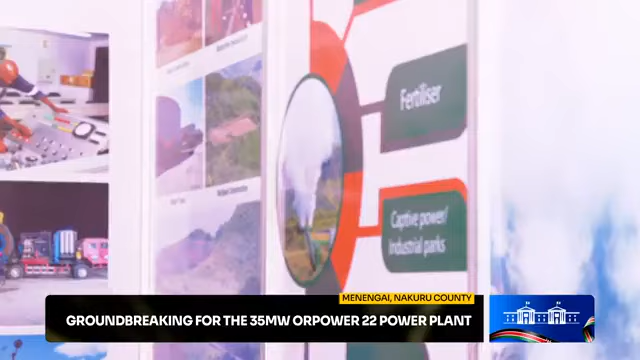 Fertiliser
Captive power/
Industrial parks
MENENGAI, NAKURU COUNTY
GROUNDBREAKING FOR THE 35MW ORPOWER 22 POWER PLANT